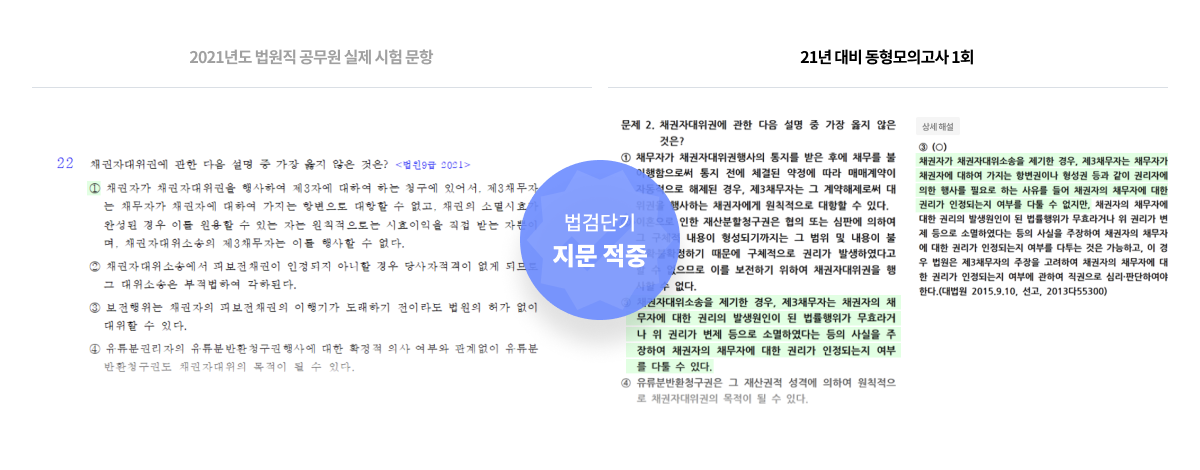 2021년도 법원직 공무원 실제 시험 문항
22 채권자대위권에 관한 다음 설명 중 가장 옳지 않은 것은? <법원9급 2021>
① 채권자가 채권자대위권을 행사하여 제3자에 대하여 하는 청구에 있어서, 제3채무자
는 채무자가 채권자에 대하여 가지는 항변으로 대항할 수 없고, 채권의 소멸시효가
완성된 경우 이를 원용할 수 있는 자는 원칙적으로는 시효이익을 직접 받는 자뿐이
며, 채권자대위소송의 제3채무자는 이를 행사할 수 없다.
② 채권자대위소송에서 피보전채권이 인정되지 아니할 경우 당사자적격이 없게 되므로
그 대위소송은 부적법하여 각하된다.
③ 보전행위는 채권자의 피보전채권의 이행기가 도래하기 전이라도 법원의 허가 없이
대위할 수 있다.
④ 유류분권리자의 유류분반환청구권행사에 대한 확정적 의사 여부와 관계없이 유류분
반환청구권도 채권자대위의 목적이 될 수 있다.
법검단기
지문 적중
21년 대비 동형모의고사 1회
문제 2. 채권자대위권에 관한 다음 설명 중 가장 옳지 않은
것은?
① 채무자가 채권자대위권행사의 통지를 받은 후에 채무를 불
이행함으로써 통지 전에 체결된 약정에 따라 매매계약이
자동적으로 해제된 경우, 제3채무자는 그 계약해제로써 대
위권을 행사하는 채권자에게 원칙적으로 대항할 수 있다.
인한 재산분할청구권은 협의 또는 심판에 의하여
그 구체적 내용이 형성되기까지는 그 범위 및 내용이 불
하기 때문에 구체적으로 권리가 발생하였다고
할 수 없으므로 이를 보전하기 위하여 채권자대위권을 행
사할 수 없다.
③ 채권자대위소송을 제기한 경우, 제3채무자는 채권자의 채
무자에 대한 권리의 발생원인이 된 법률행위가 무효라거
나 위 권리가 변제 등으로 소멸하였다는 등의 사실을 주
장하여 채권자의 채무자에 대한 권리가 인정되는지 여부
를 다툴 수 있다.
④ 유류분반환청구권은 그 재산권적 성격에 의하여 원칙적으
로 채권자대위권의 목적이 될 수 있다.
상세 해설
③ (○)
채권자가 채권자대위소송을 제기한 경우, 제3채무자는 채무자가
채권자에 대하여 가지는 항변권이나 형성권 등과 같이 권리자에
의한 행사를 필요로 하는 사유를 들어 채권자의 채무자에 대한
권리가 인정되는지 여부를 다툴 수 없지만, 채권자의 채무자에
대한 권리의 발생원인이 된 법률행위가 무효라거나 위 권리가 변
제 등으로 소멸하였다는 등의 사실을 주장하여 채권자의 채무자
에 대한 권리가 인정되는지 여부를 다투는 것은 가능하고, 이 경
우 법원은 제3채무자의 주장을 고려하여 채권자의 채무자에 대
한 권리가 인정되는지 여부에 관하여 직권으로 심리·판단하여야
한다.(대법원 2015.9.10, 선고, 2013다55300)